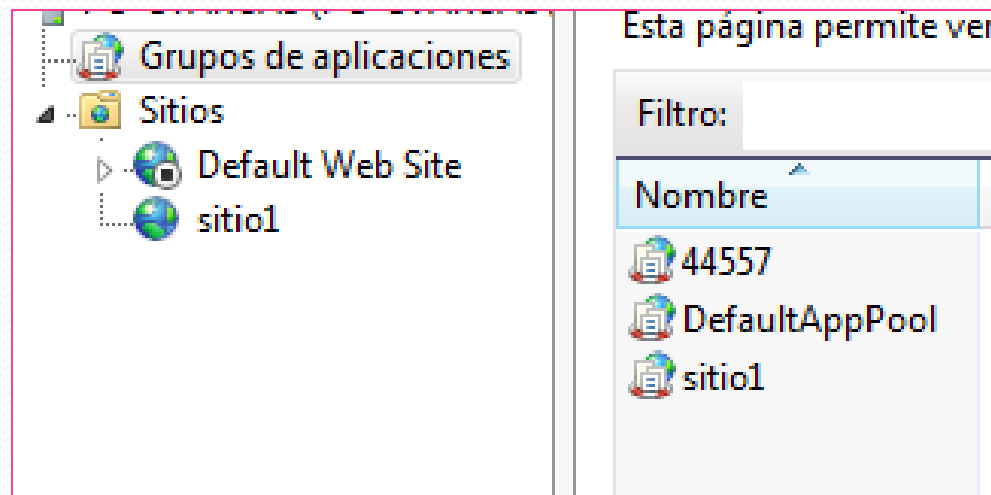 Grupos de aplicaciones
Sitios
Default Web Site
sitio1
Esta página permite ver
Filtro:
Nombre
44557
DefaultAppPool
sitio1